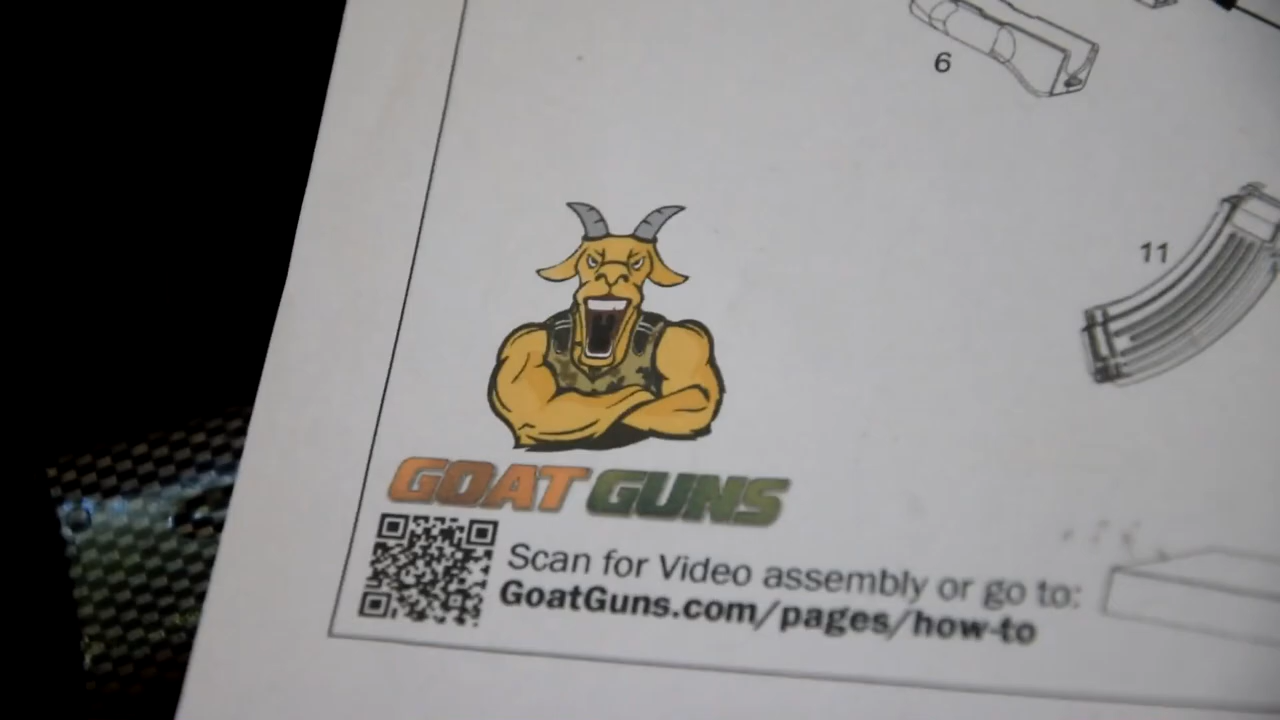 6
11
GOAT GUNS
Scan for Video assembly or go to:
GoatGuns.com/pages/how-to